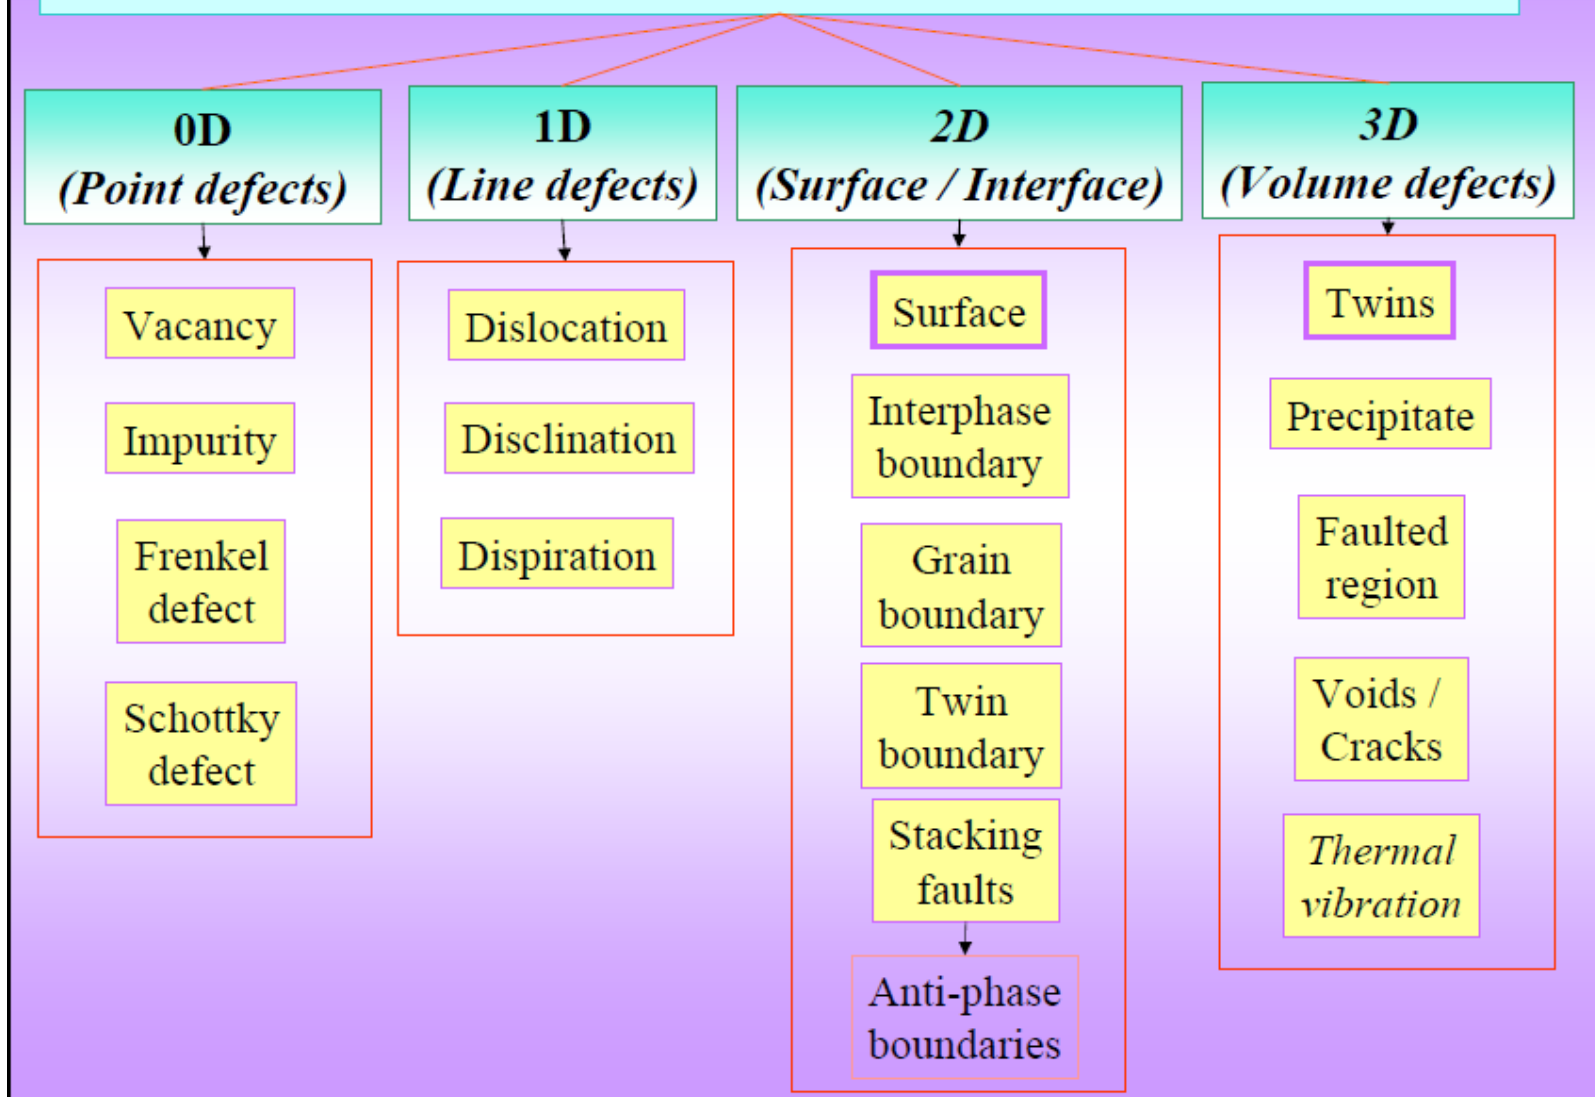 0D
(Point defects)
1D
(Line defects)
2D
(Surface / Interface)
3D
(Volume defects)
Vacancy
Impurity
Frenkel
defect
Schottky
defect
Dislocation
Disclination
Dispiration
Surface
Interphase
boundary
Grain
boundary
Twin
boundary
Stacking
faults
Anti-phase
boundaries
Twins
Precipitate
Faulted
region
Voids /
Cracks
Thermal
vibration